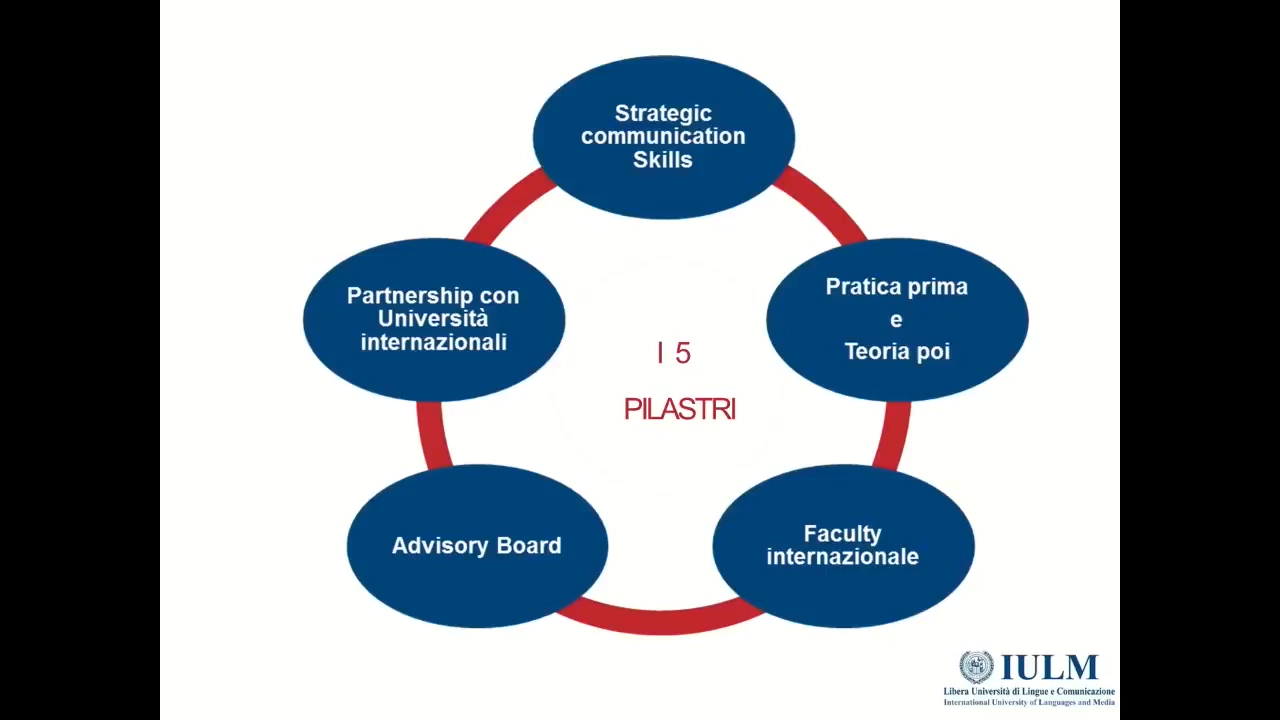 Strategic
communication
Skills
Partnership con
Università
internazionali
Pratica prima
e
Teoria poi
I 5
PILASTRI
Advisory Board
Faculty
internazionale
IULM
Libera Università di Lingue e Comunicazione
International University of Languages and Media